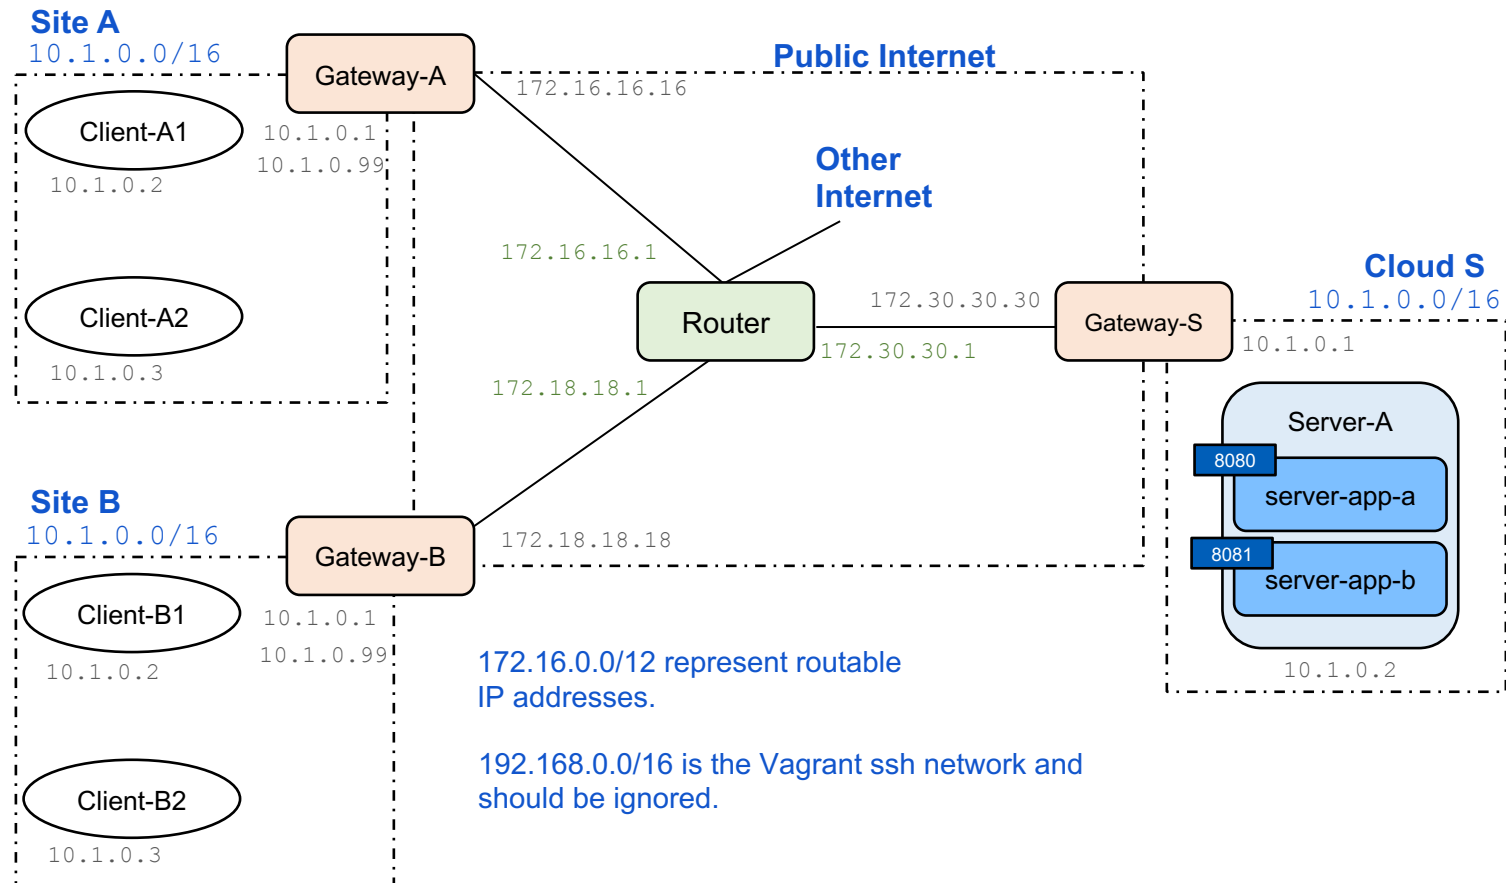 Site A
10.1.0.0/16
Gateway-A
Public Internet
172.16.16.16
Client-A1
10.1.0.1
10.1.0.99
10.1.0.2
Other
Internet
172.16.16.1
Cloud S
10.1.0.0/16
Client-A2
10.1.0.3
Router
172.30.30.30
172.30.30.1
Gateway-S
10.1.0.1
172.18.18.1
Server-A
8080
server-app-a
8081
server-app-b
10.1.0.2
Site B
10.1.0.0/16
Gateway-B
172.18.18.18
Client-B1
10.1.0.1
10.1.0.99
10.1.0.2
172.16.0.0/12 represent routable
IP addresses.
192.168.0.0/16 is the Vagrant ssh network and
should be ignored.
Client-B2
10.1.0.3